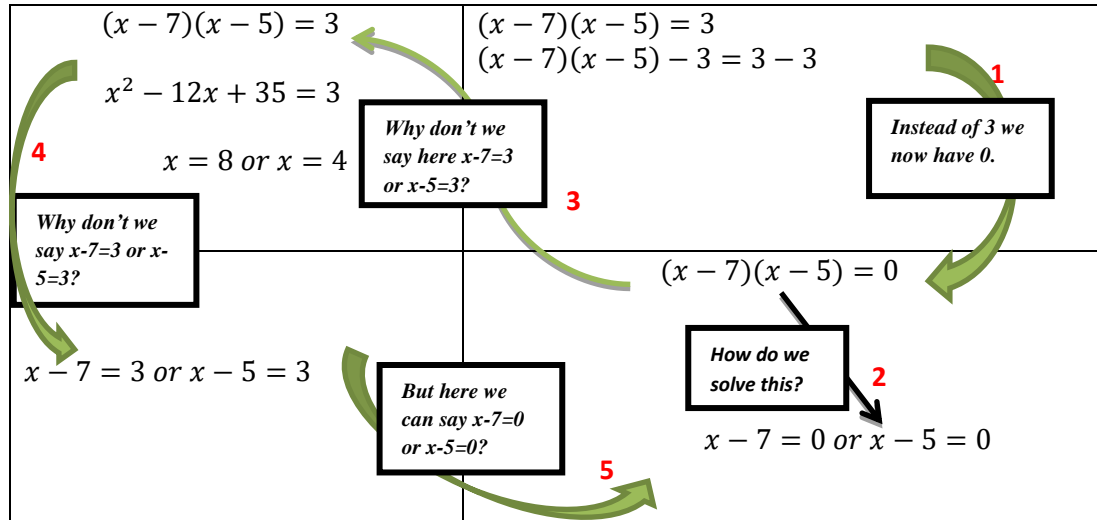 (x − 7)(x − 5) = 3
x² − 12x + 35 = 3
x = 8 or x = 4
4
Why don’t we
say x-7=3 or x-
5=3?
Why don’t we
say here x-7=3
or x-5=3?
3
(x − 7)(x − 5) = 3
(x − 7)(x − 5) − 3 = 3 − 3
1
Instead of 3 we
now have 0.
x − 7 = 3 or x − 5 = 3
But here we
can say x-7=0
or x-5=0?
5
(x − 7)(x − 5) = 0
How do we
solve this?
2
x − 7 = 0 or x − 5 = 0